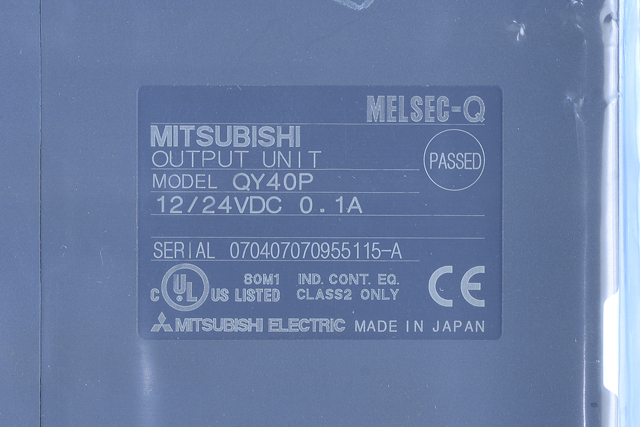 MELSEC-Q
MITSUBISHI
OUTPUT UNIT
PASSED
MODEL QY40P
12/24VDC 0.1A
SERIAL 070407070955115-A
C UL US LISTED 80M1 IND. CONT. EQ. CLASS2 ONLY CE
MITSUBISHI ELECTRIC MADE IN JAPAN